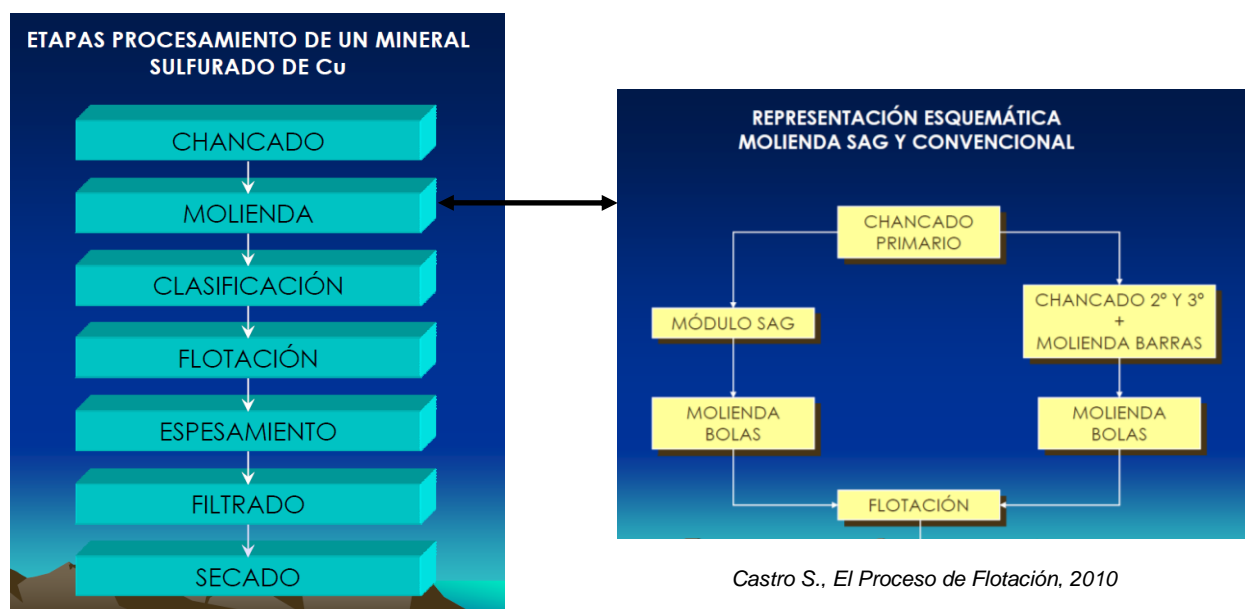 ETAPAS PROCESAMIENTO DE UN MINERAL
SULFURADO DE Cu
CHANCADO
MOLIENDA
CLASIFICACIÓN
FLOTACIÓN
ESPESAMIENTO
FILTRADO
SECADO
REPRESENTACIÓN ESQUEMÁTICA
MOLIENDA SAG Y CONVENCIONAL
CHANCADO
PRIMARIO
MÓDULO SAG
CHANCADO 2º Y 3º
+
MOLIENDA BARRAS
MOLIENDA
BOLAS
MOLIENDA
BOLAS
FLOTACIÓN
Castro S., El Proceso de Flotación, 2010